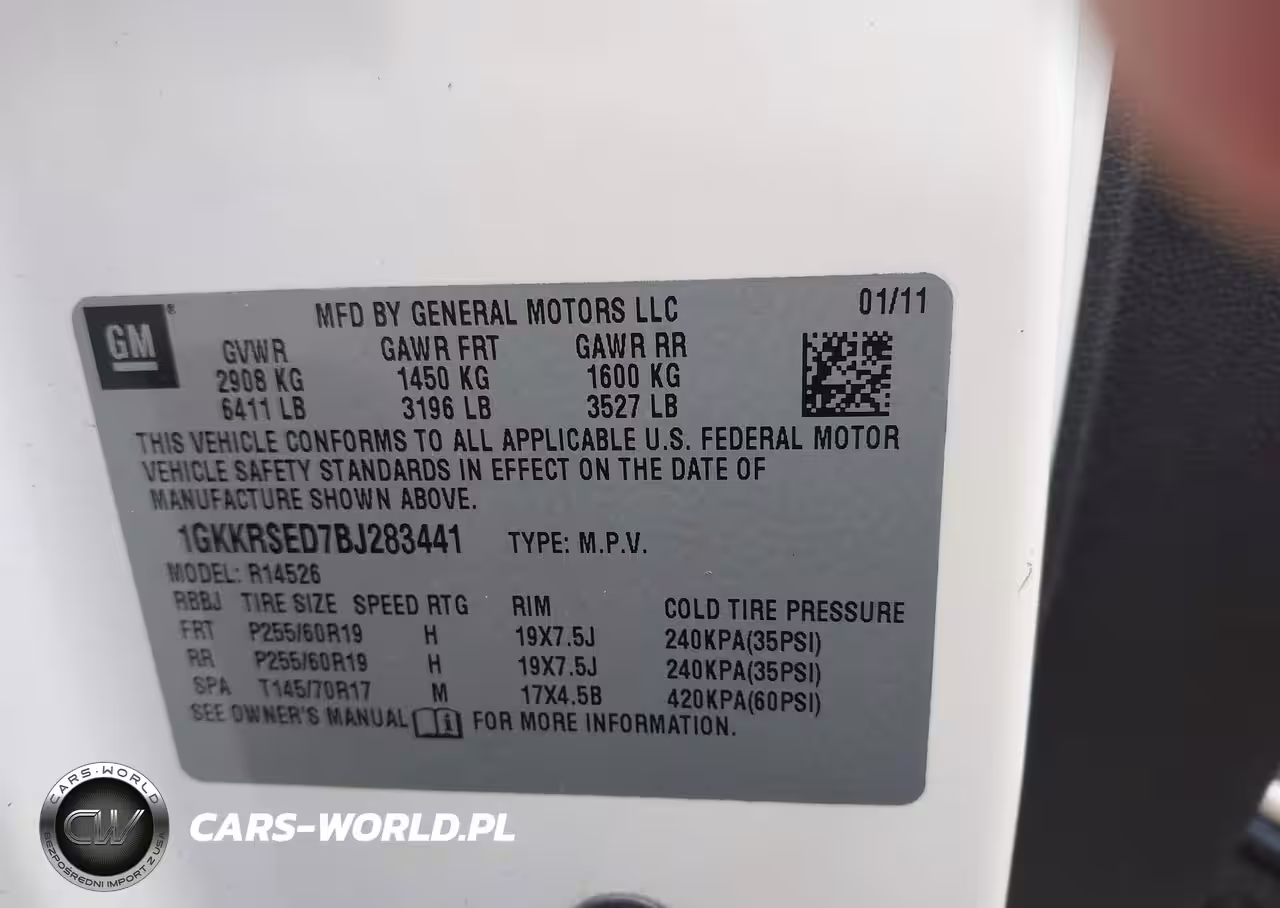 GM
®
MFD BY GENERAL MOTORS LLC
01/11
GVWR GAWR FRT GAWR RR
2908 KG 1450 KG 1600 KG
6411 LB 3196 LB 3527 LB
THIS VEHICLE CONFORMS TO ALL APPLICABLE U.S. FEDERAL MOTOR
VEHICLE SAFETY STANDARDS IN EFFECT ON THE DATE OF
MANUFACTURE SHOWN ABOVE.
1GKKRSED7BJ283441 TYPE: M.P.V.
MODEL: R14526
RBBJ TIRE SIZE SPEED RTG RIM COLD TIRE PRESSURE
FRT P255/60R19 H 19X7.5J 240KPA(35PSI)
RR P255/60R19 H 19X7.5J 240KPA(35PSI)
SPA T145/70R17 M 17X4.5B 420KPA(60PSI)
SEE OWNER'S MANUAL FOR MORE INFORMATION.
CARS-WORLD
CW
BEZPOŚREDNI IMPORT Z USA
CARS-WORLD.PL